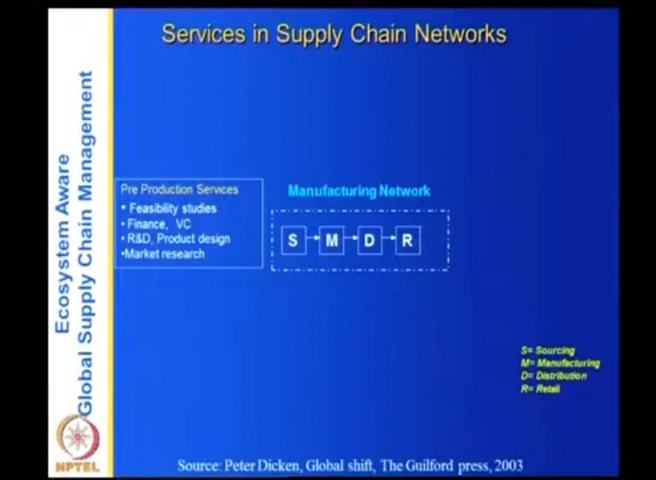 Services in Supply Chain Networks
Ecosystem Aware
Global Supply Chain Management
Pre Production Services
• Feasibility studies
• Finance, VC
• R&D, Product design
•Market research
Manufacturing Network
S M D R
S= Sourcing
M= Manufacturing
D= Distribution
R= Retail
NPTEL
Source: Peter Dicken, Global shift, The Guilford press, 2003